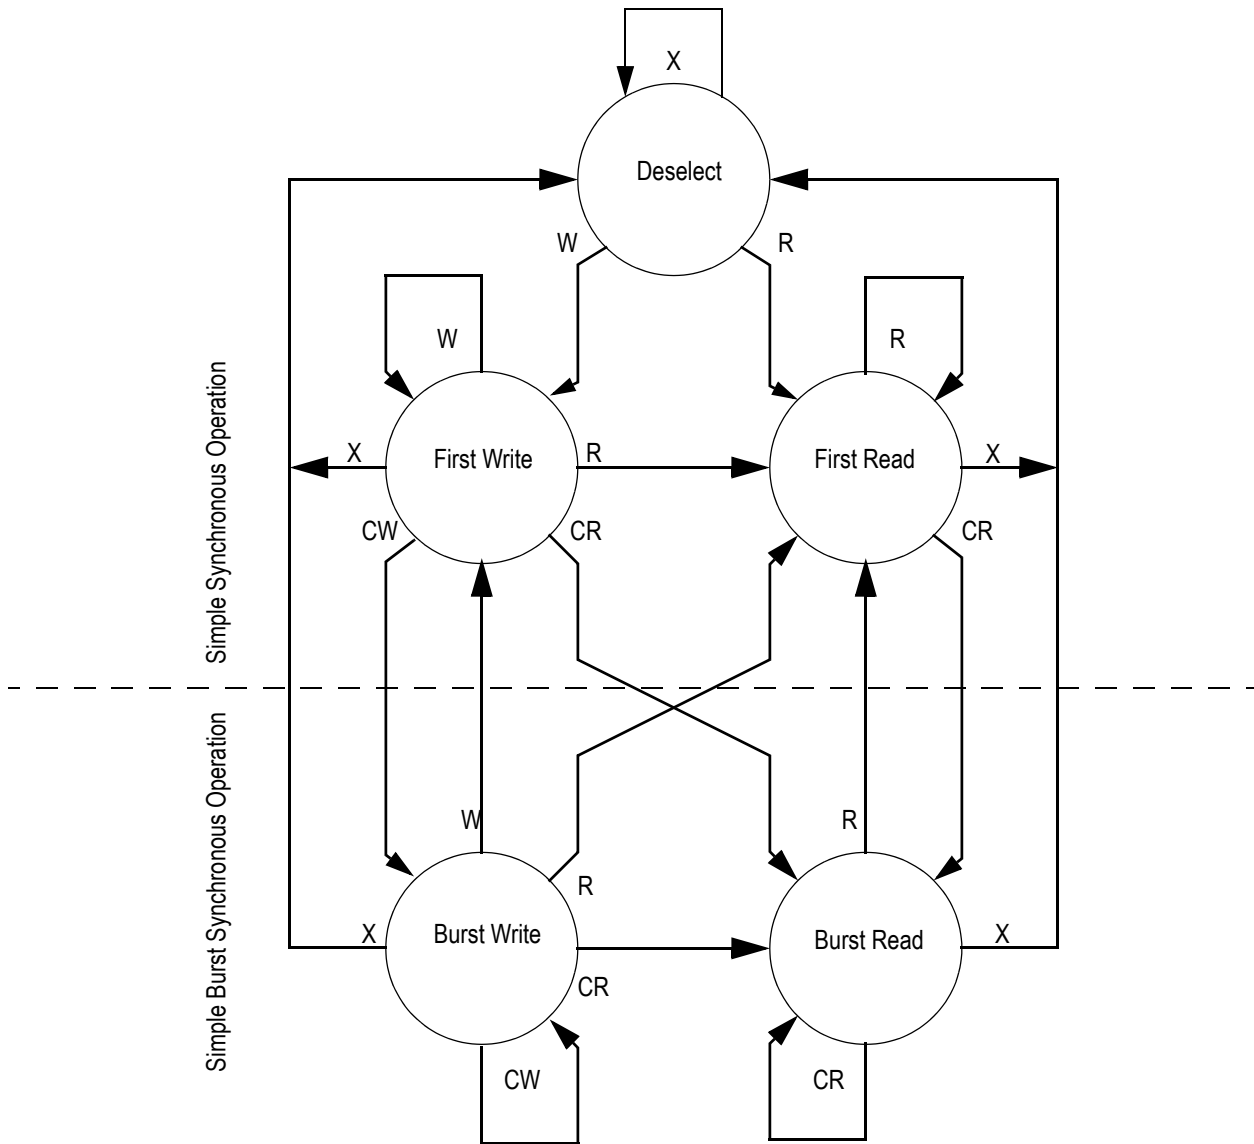 X
Deselect
W
R
W
R
X
First Write
R
First Read
X
CW
CR
CR
Simple Synchronous Operation
W
R
R
X
Burst Write
Burst Read
X
CR
Simple Burst Synchronous Operation
CW
CR